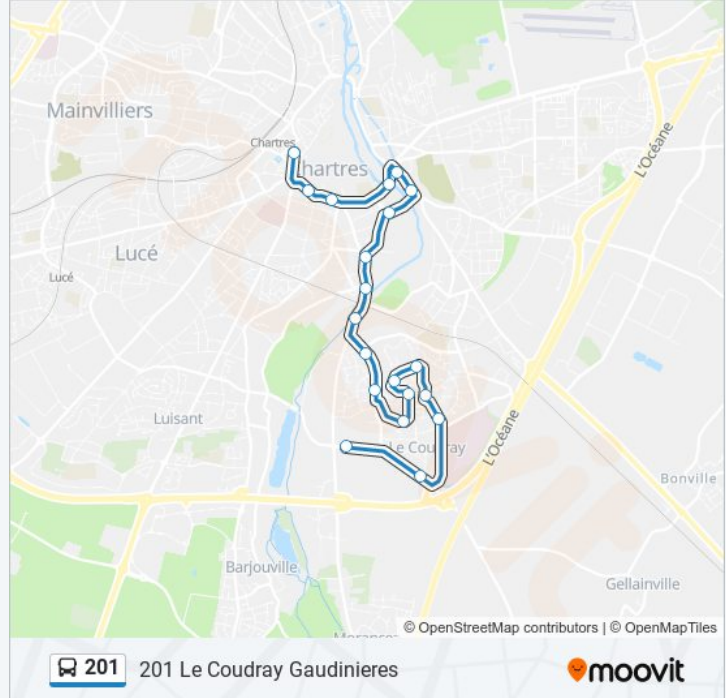 Mainvilliers
Chartres
Chartres
L'Océane
Lucé
Lucé
Luisant
Le Coudray
L'Océane
Bonville
Barjouville
Gellainville
© OpenStreetMap contributors | © OpenMapTiles
201 201 Le Coudray Gaudinieres moovit